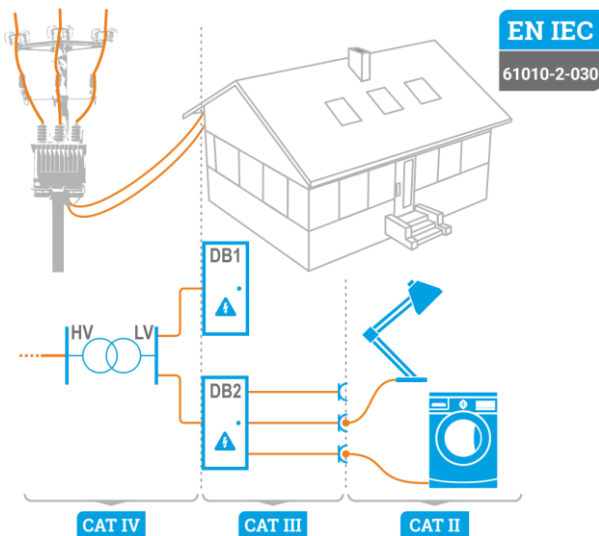 EN IEC
61010-2-030
DB1
HV LV
DB2
CAT IV CAT III CAT II